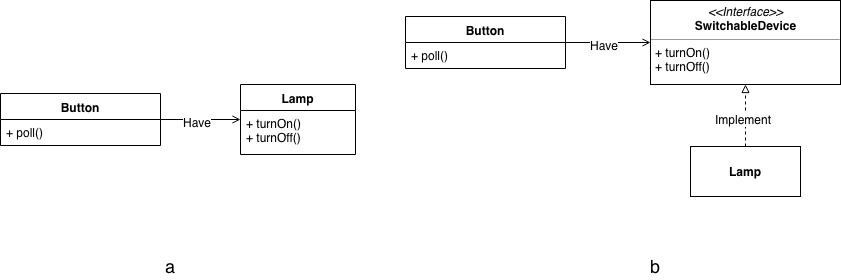 Button
+ poll()
Have
Lamp
+ turnOn()
+ turnOff()
a
Button
+ poll()
Have
<<Interface>>
SwitchableDevice
+ turnOn()
+ turnOff()
Implement
Lamp
b